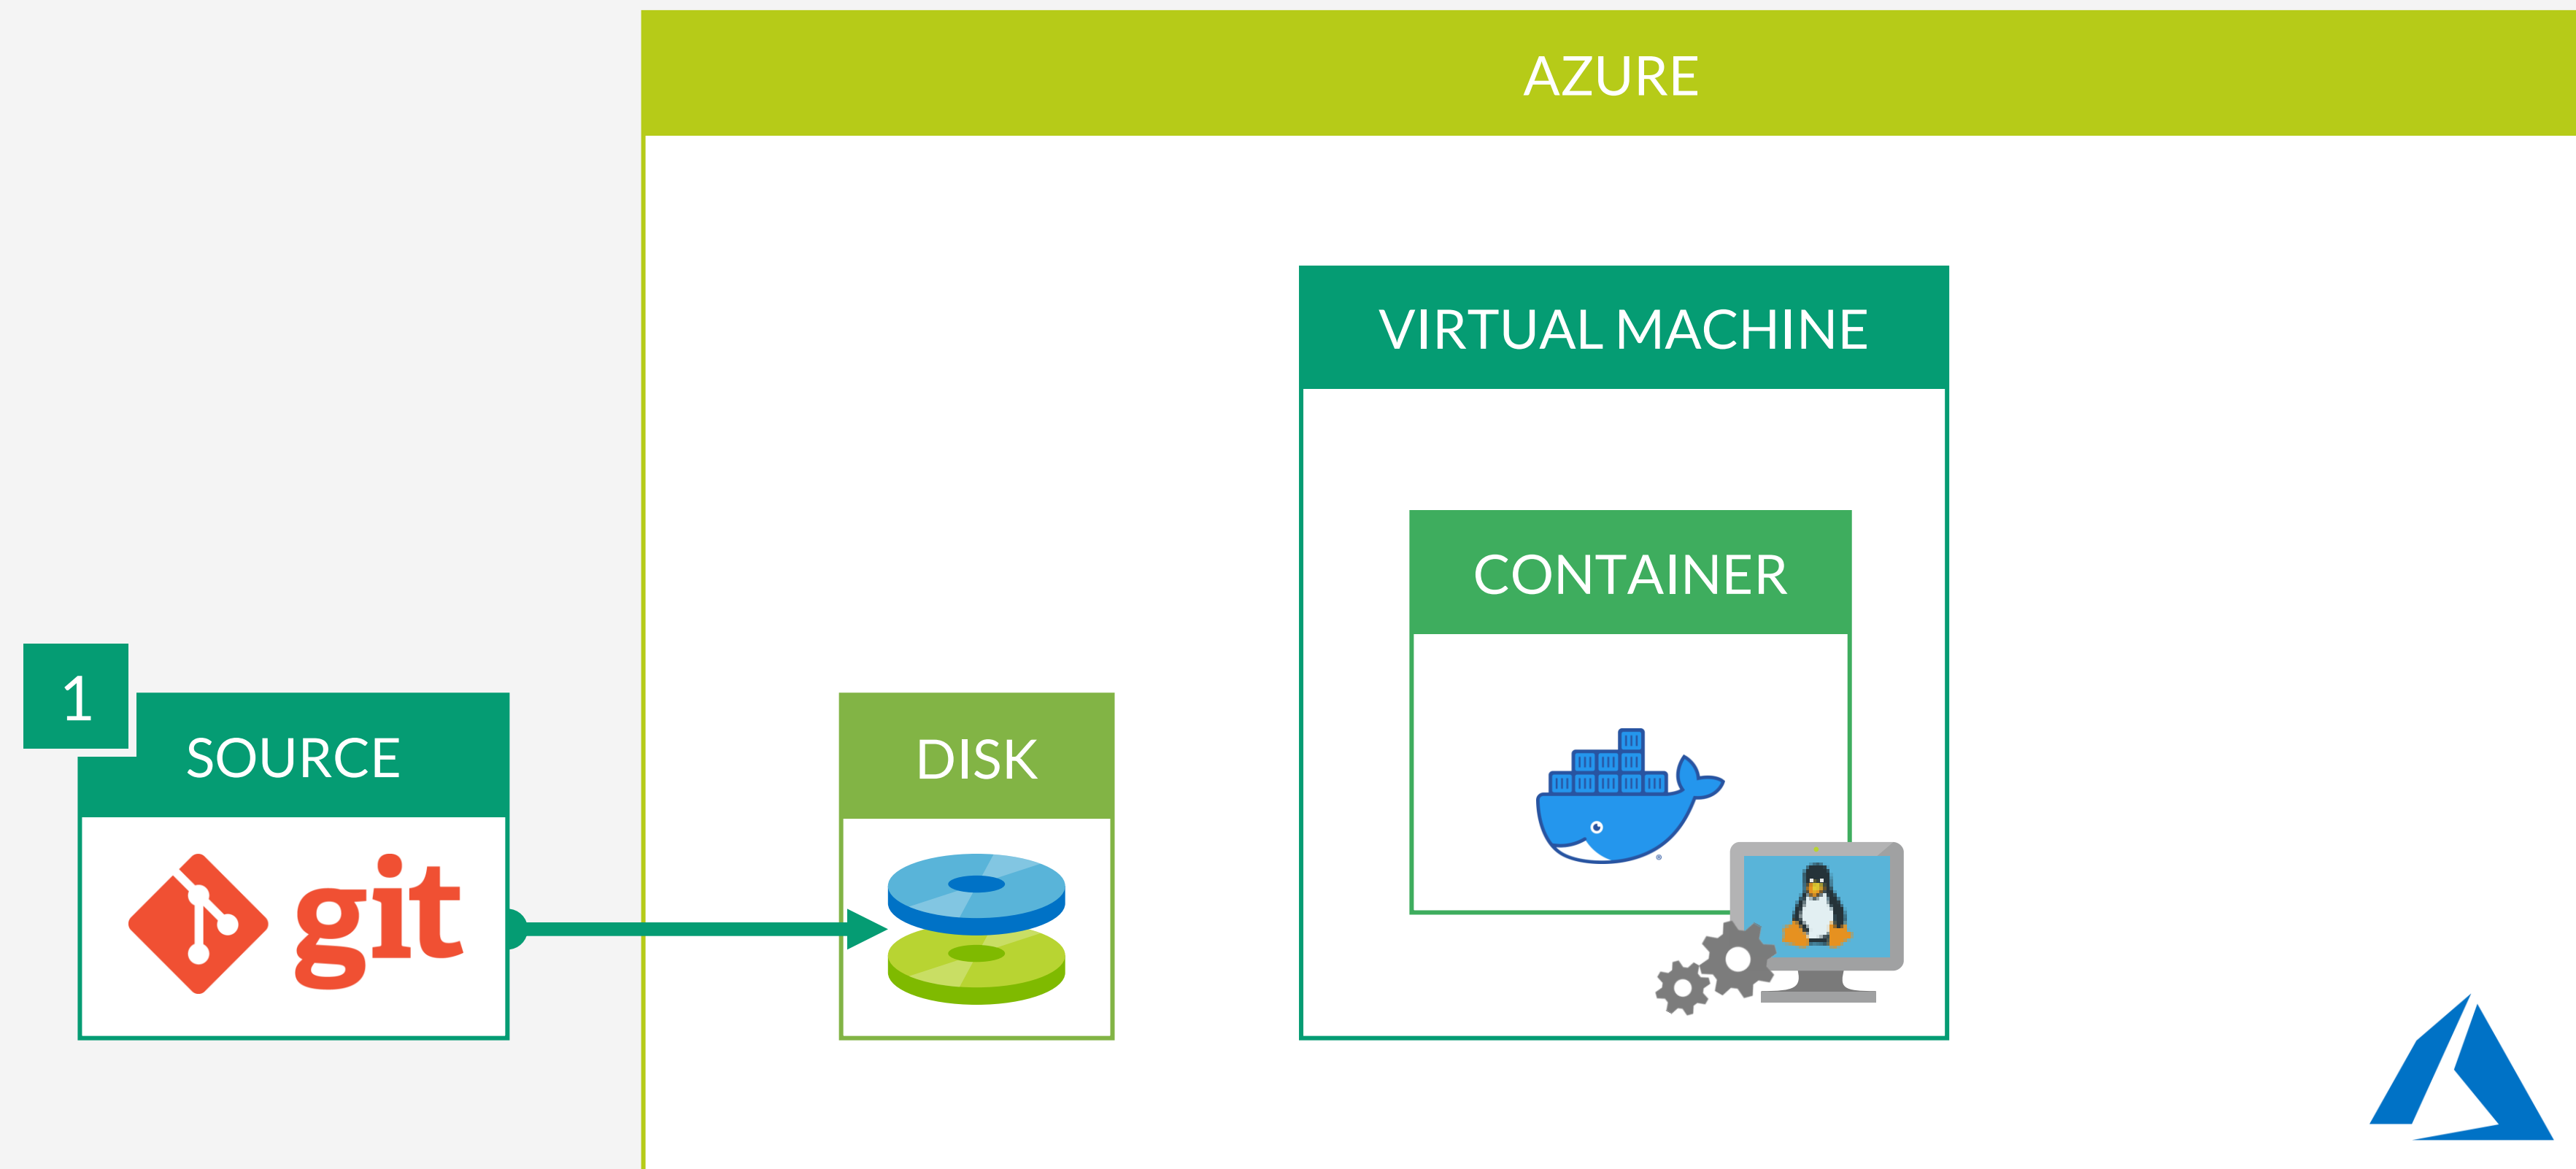 AZURE
VIRTUAL MACHINE
CONTAINER
1
SOURCE
DISK
git